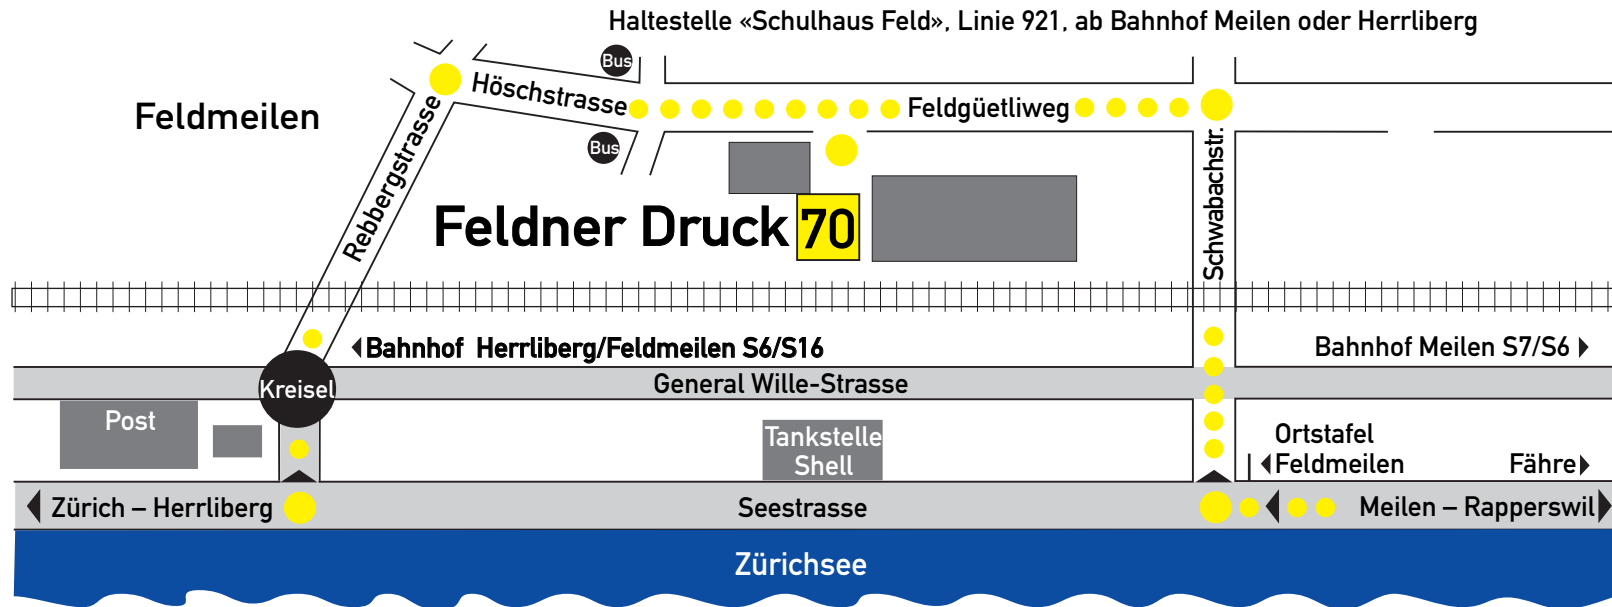 Haltestelle «Schulhaus Feld», Linie 921, ab Bahnhof Meilen oder Herrliberg
Bus
Höschstrasse
Feldgüetliweg
Feldmeilen
Bus
Rebbergstrasse
Schwabachstr.
Feldner Druck 70
Bahnhof Herrliberg/Feldmeilen S6/S16
Bahnhof Meilen S7/S6
Kreisel
General Wille-Strasse
Post
Tankstelle
Shell
Ortstafel
Feldmeilen
Fähre
Zürich – Herrliberg
Seestrasse
Meilen – Rapperswil
Zürichsee